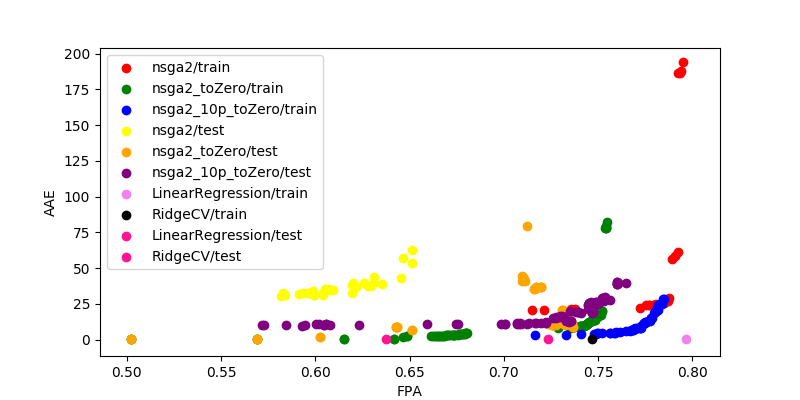 200
175
150
125
100
75
50
25
0
AAE
nsga2/train
nsga2_toZero/train
nsga2_10p_toZero/train
nsga2/test
nsga2_toZero/test
nsga2_10p_toZero/test
LinearRegression/train
RidgeCV/train
LinearRegression/test
RidgeCV/test
0.50 0.55 0.60 0.65 0.70 0.75 0.80
FPA